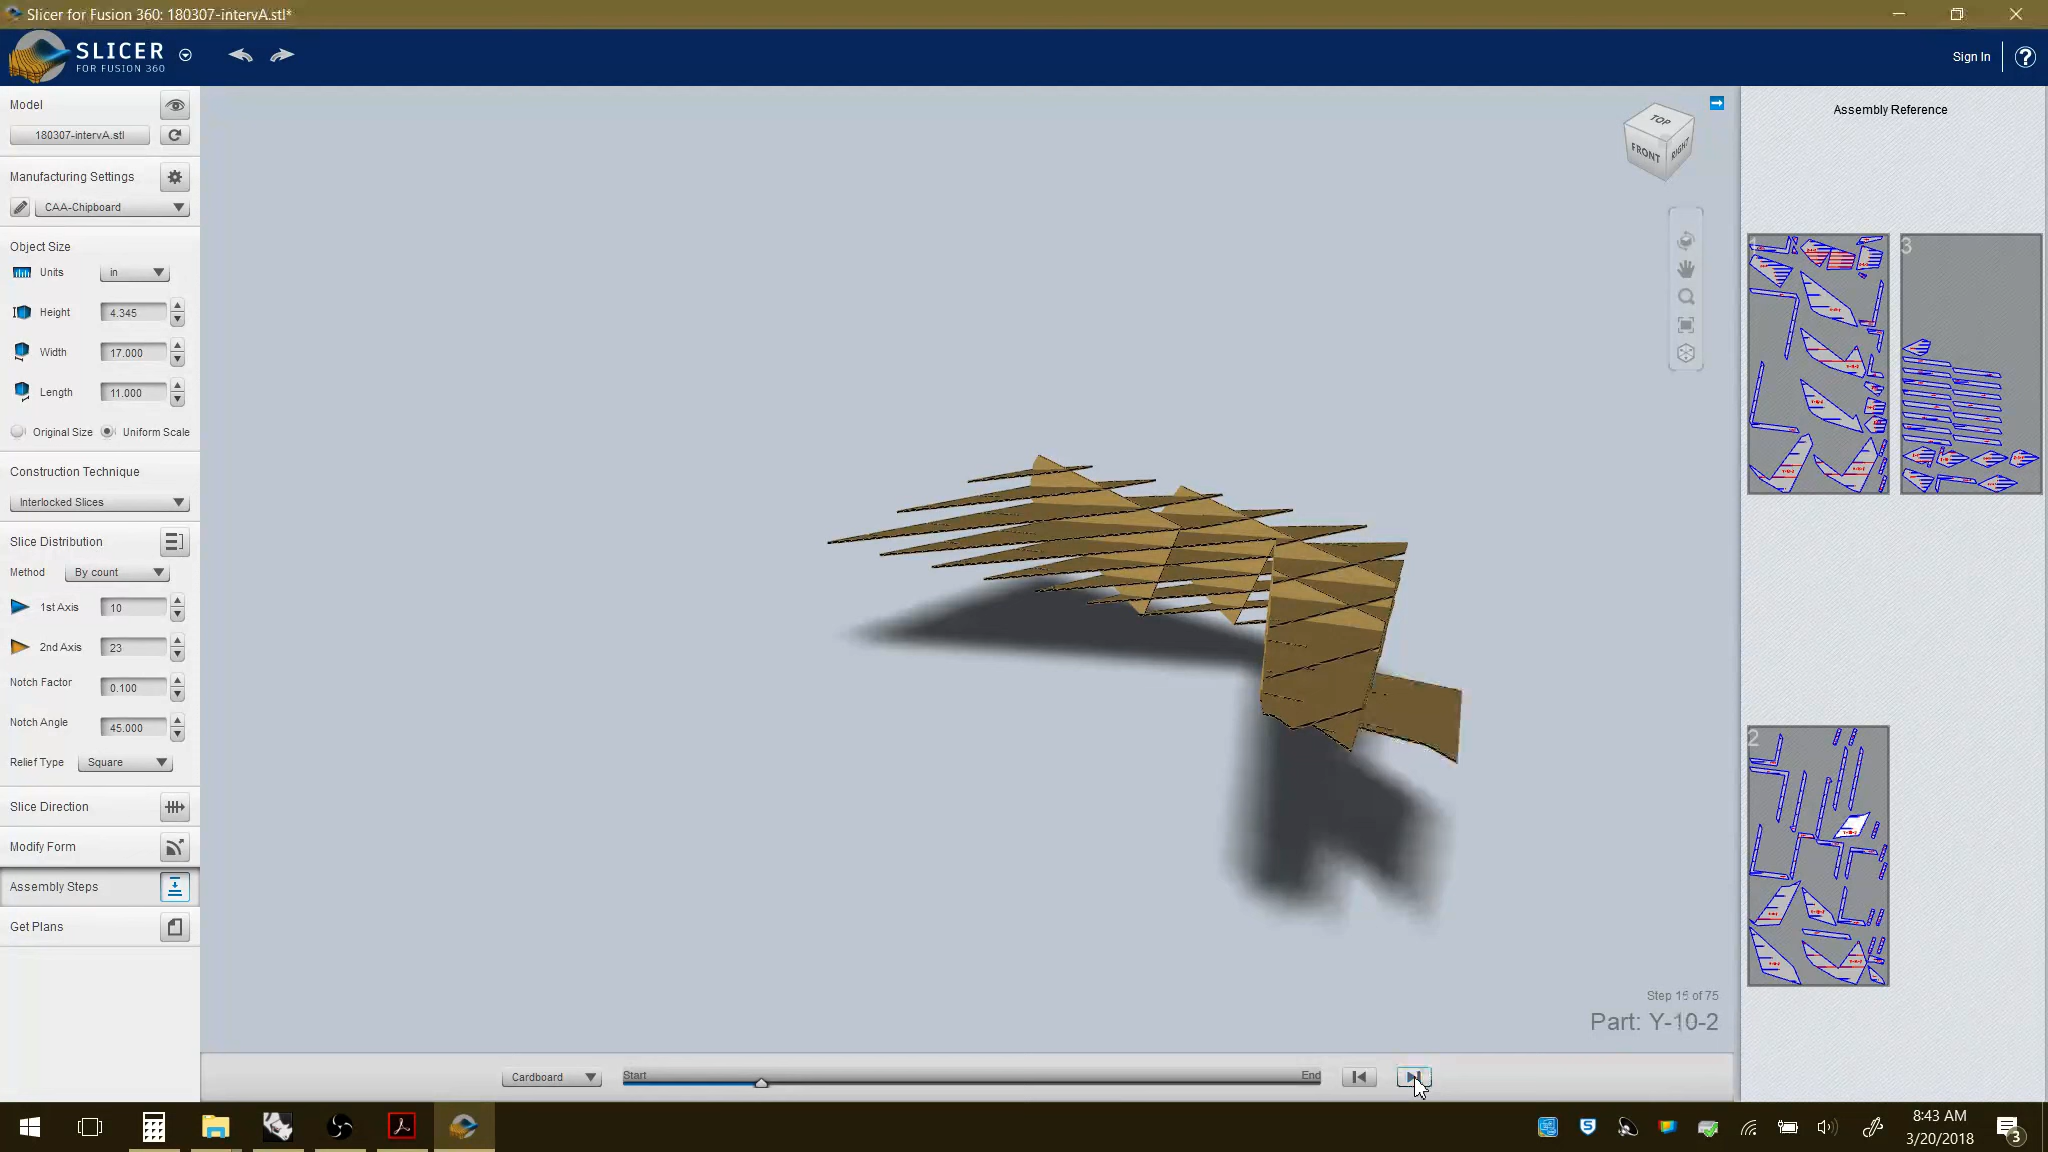 Slicer for Fusion 360: 180307-intervA.stl*
SLICER
FOR FUSION 360
Sign In
?
Model
180307-intervA.stl
Manufacturing Settings
CAA-Chipboard
Object Size
Units in
Height 4.345
Width 17.000
Length 11.000
Original Size Uniform Scale
Construction Technique
Interlocked Slices
Slice Distribution
Method By count
1st Axis 10
2nd Axis 23
Notch Factor 0.100
Notch Angle 45.000
Relief Type Square
Slice Direction
Modify Form
Assembly Steps
Get Plans
TOP
FRONT RIGHT
Assembly Reference
1
3
2
Step 15 of 75
Part: Y-10-2
Cardboard
Start
End
8:43 AM
3/20/2018
3